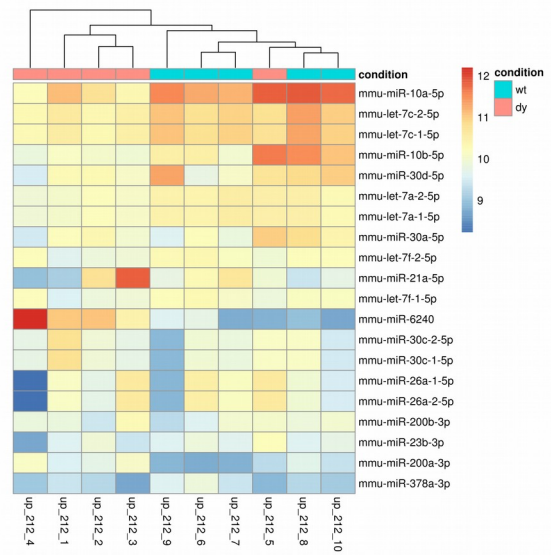 condition
mmu-miR-10a-5p
mmu-let-7c-2-5p
mmu-let-7c-1-5p
mmu-miR-10b-5p
mmu-miR-30d-5p
mmu-let-7a-2-5p
mmu-let-7a-1-5p
mmu-miR-30a-5p
mmu-let-7f-2-5p
mmu-miR-21a-5p
mmu-let-7f-1-5p
mmu-miR-6240
mmu-miR-30c-2-5p
mmu-miR-30c-1-5p
mmu-miR-26a-1-5p
mmu-miR-26a-2-5p
mmu-miR-200b-3p
mmu-miR-23b-3p
mmu-miR-200a-3p
mmu-miR-378a-3p
up_212_4
up_212_1
up_212_2
up_212_3
up_212_9
up_212_6
up_212_7
up_212_5
up_212_8
up_212_10
12
11
10
9
condition
wt
dy